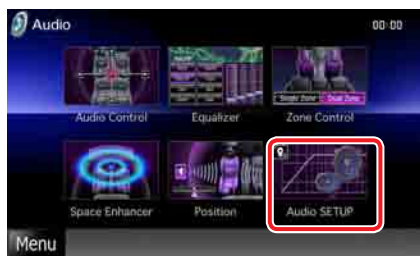 Audio
00:00
Single Zone Dual Zone
Audio Control
Equalizer
Zone Control
Space Enhancer
Position
Audio SETUP
Menu